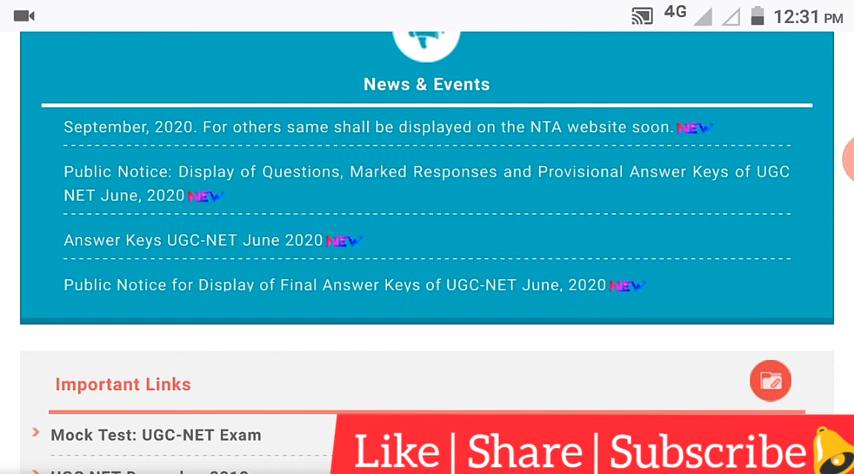 4G 12:31 PM
News & Events
September, 2020. For others same shall be displayed on the NTA website soon. NEW
Public Notice: Display of Questions, Marked Responses and Provisional Answer Keys of UGC
NET June, 2020 NEW
Answer Keys UGC-NET June 2020 NEW
Public Notice for Display of Final Answer Keys of UGC-NET June, 2020 NEW
Important Links
Mock Test: UGC-NET Exam
Like | Share | Subscribe